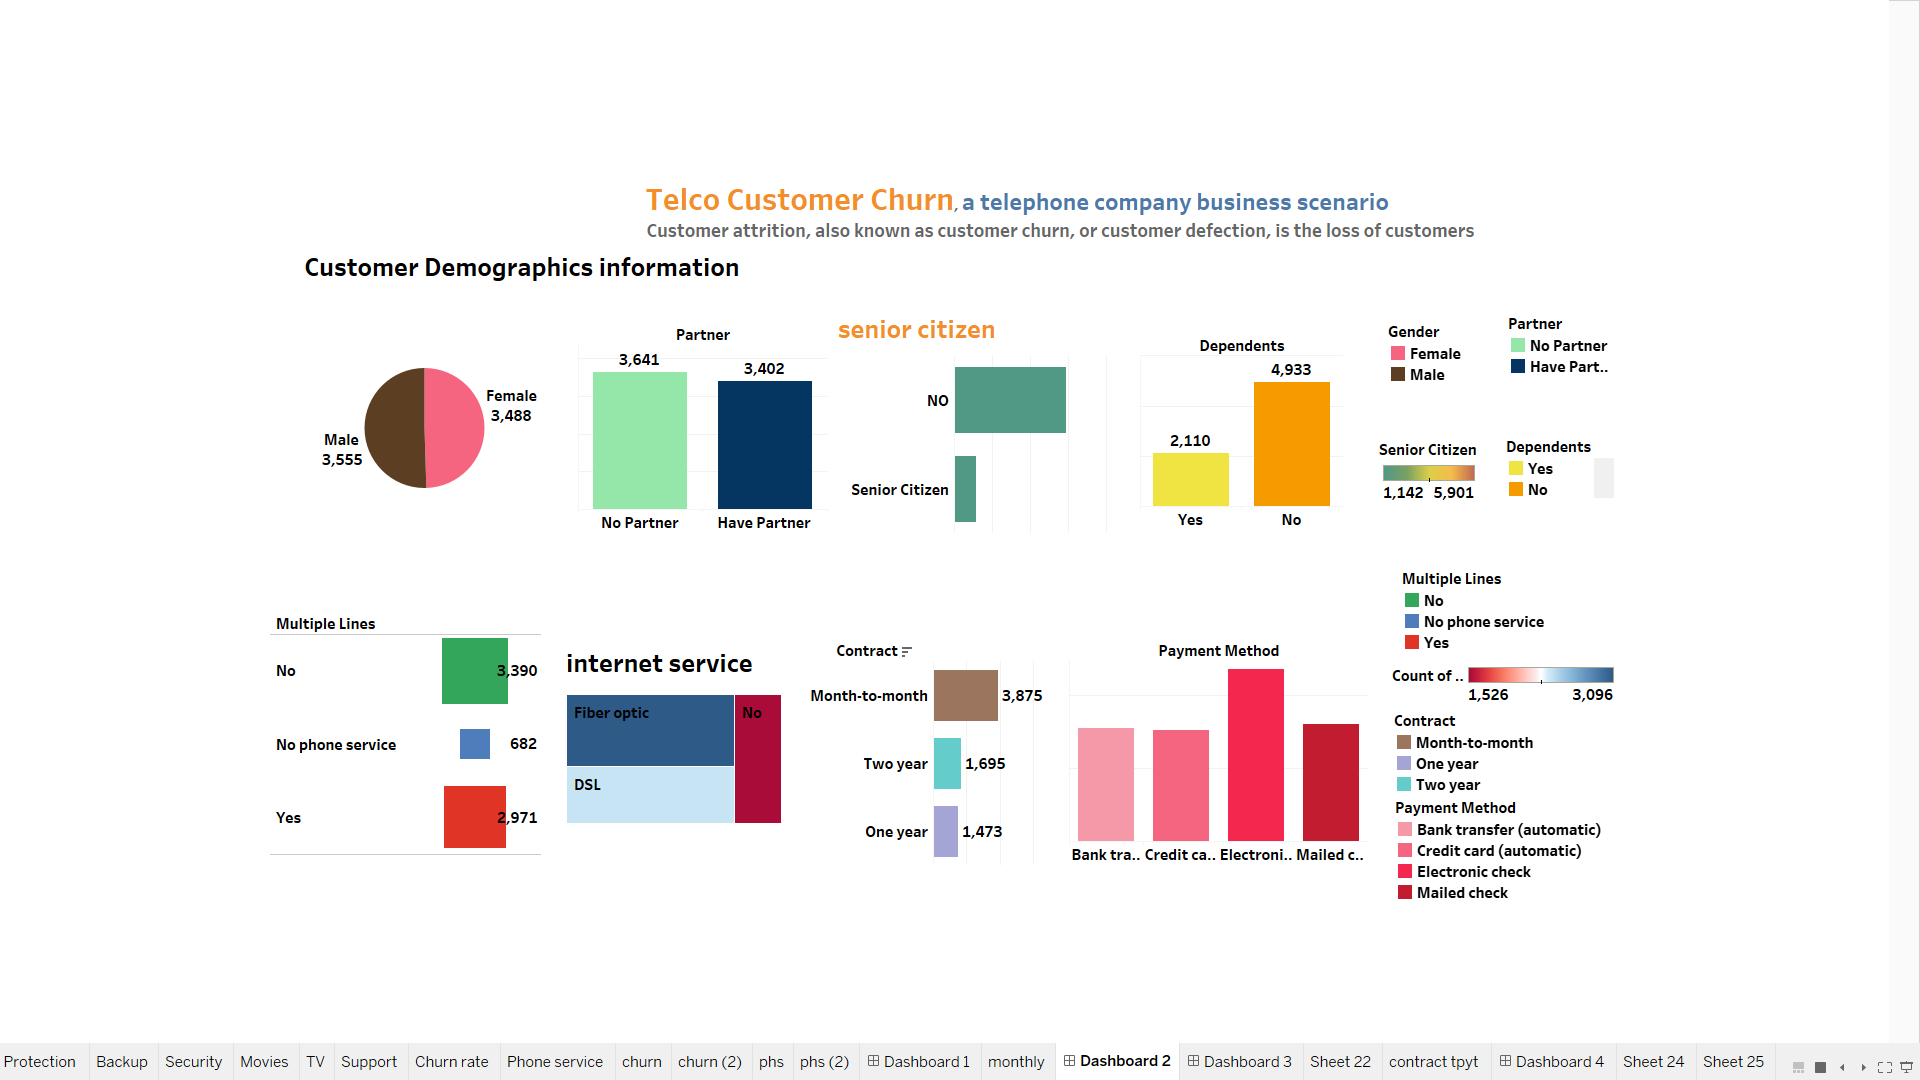 Telco Customer Churn, a telephone company business scenario
Customer attrition, also known as customer churn, or customer defection, is the loss of customers
Customer Demographics information
Female
3,488
Male
3,555
Partner
3,641
3,402
No Partner
Have Partner
senior citizen
NO
Senior Citizen
Dependents
2,110
4,933
Yes
No
Gender
Female
Male
Partner
No Partner
Have Part..
Senior Citizen
1,142 5,901
Dependents
Yes
No
Multiple Lines
No 3,390
No phone service 682
Yes 2,971
internet service
Fiber optic
No
DSL
Contract
Month-to-month 3,875
Two year 1,695
One year 1,473
Payment Method
Bank tra.. Credit ca.. Electroni.. Mailed c..
Multiple Lines
No
No phone service
Yes
Count of ..
1,526 3,096
Contract
Month-to-month
One year
Two year
Payment Method
Bank transfer (automatic)
Credit card (automatic)
Electronic check
Mailed check
Protection Backup Security Movies TV Support Churn rate Phone service churn churn (2) phs phs (2) Dashboard 1 monthly Dashboard 2 Dashboard 3 Sheet 22 contract tpyt Dashboard 4 Sheet 24 Sheet 25